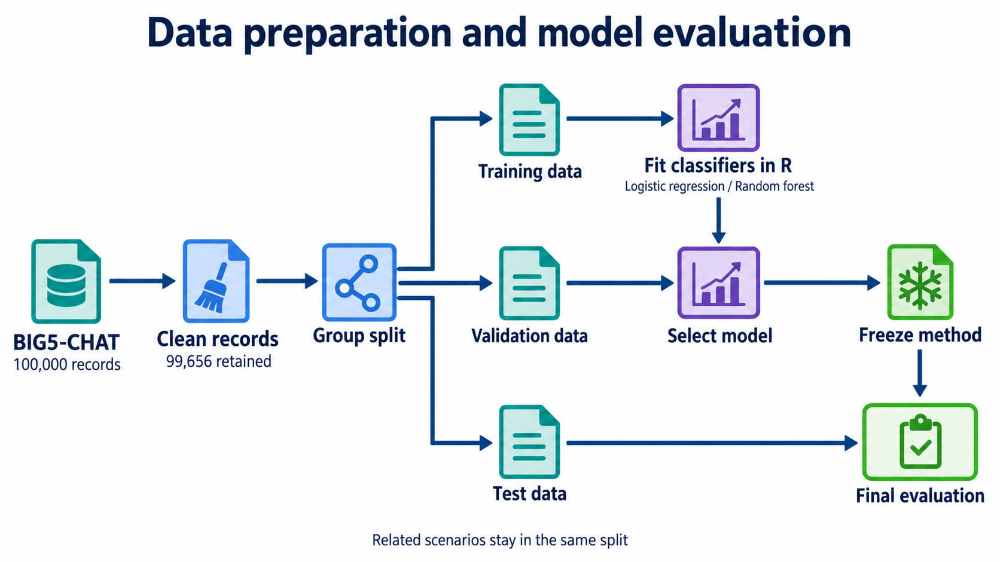 Data preparation and model evaluation
Training data
Fit classifiers in R
Logistic regression / Random forest
BIG5-CHAT
100,000 records
Clean records
99,656 retained
Group split
Validation data
Select model
Freeze method
Test data
Final evaluation
Related scenarios stay in the same split